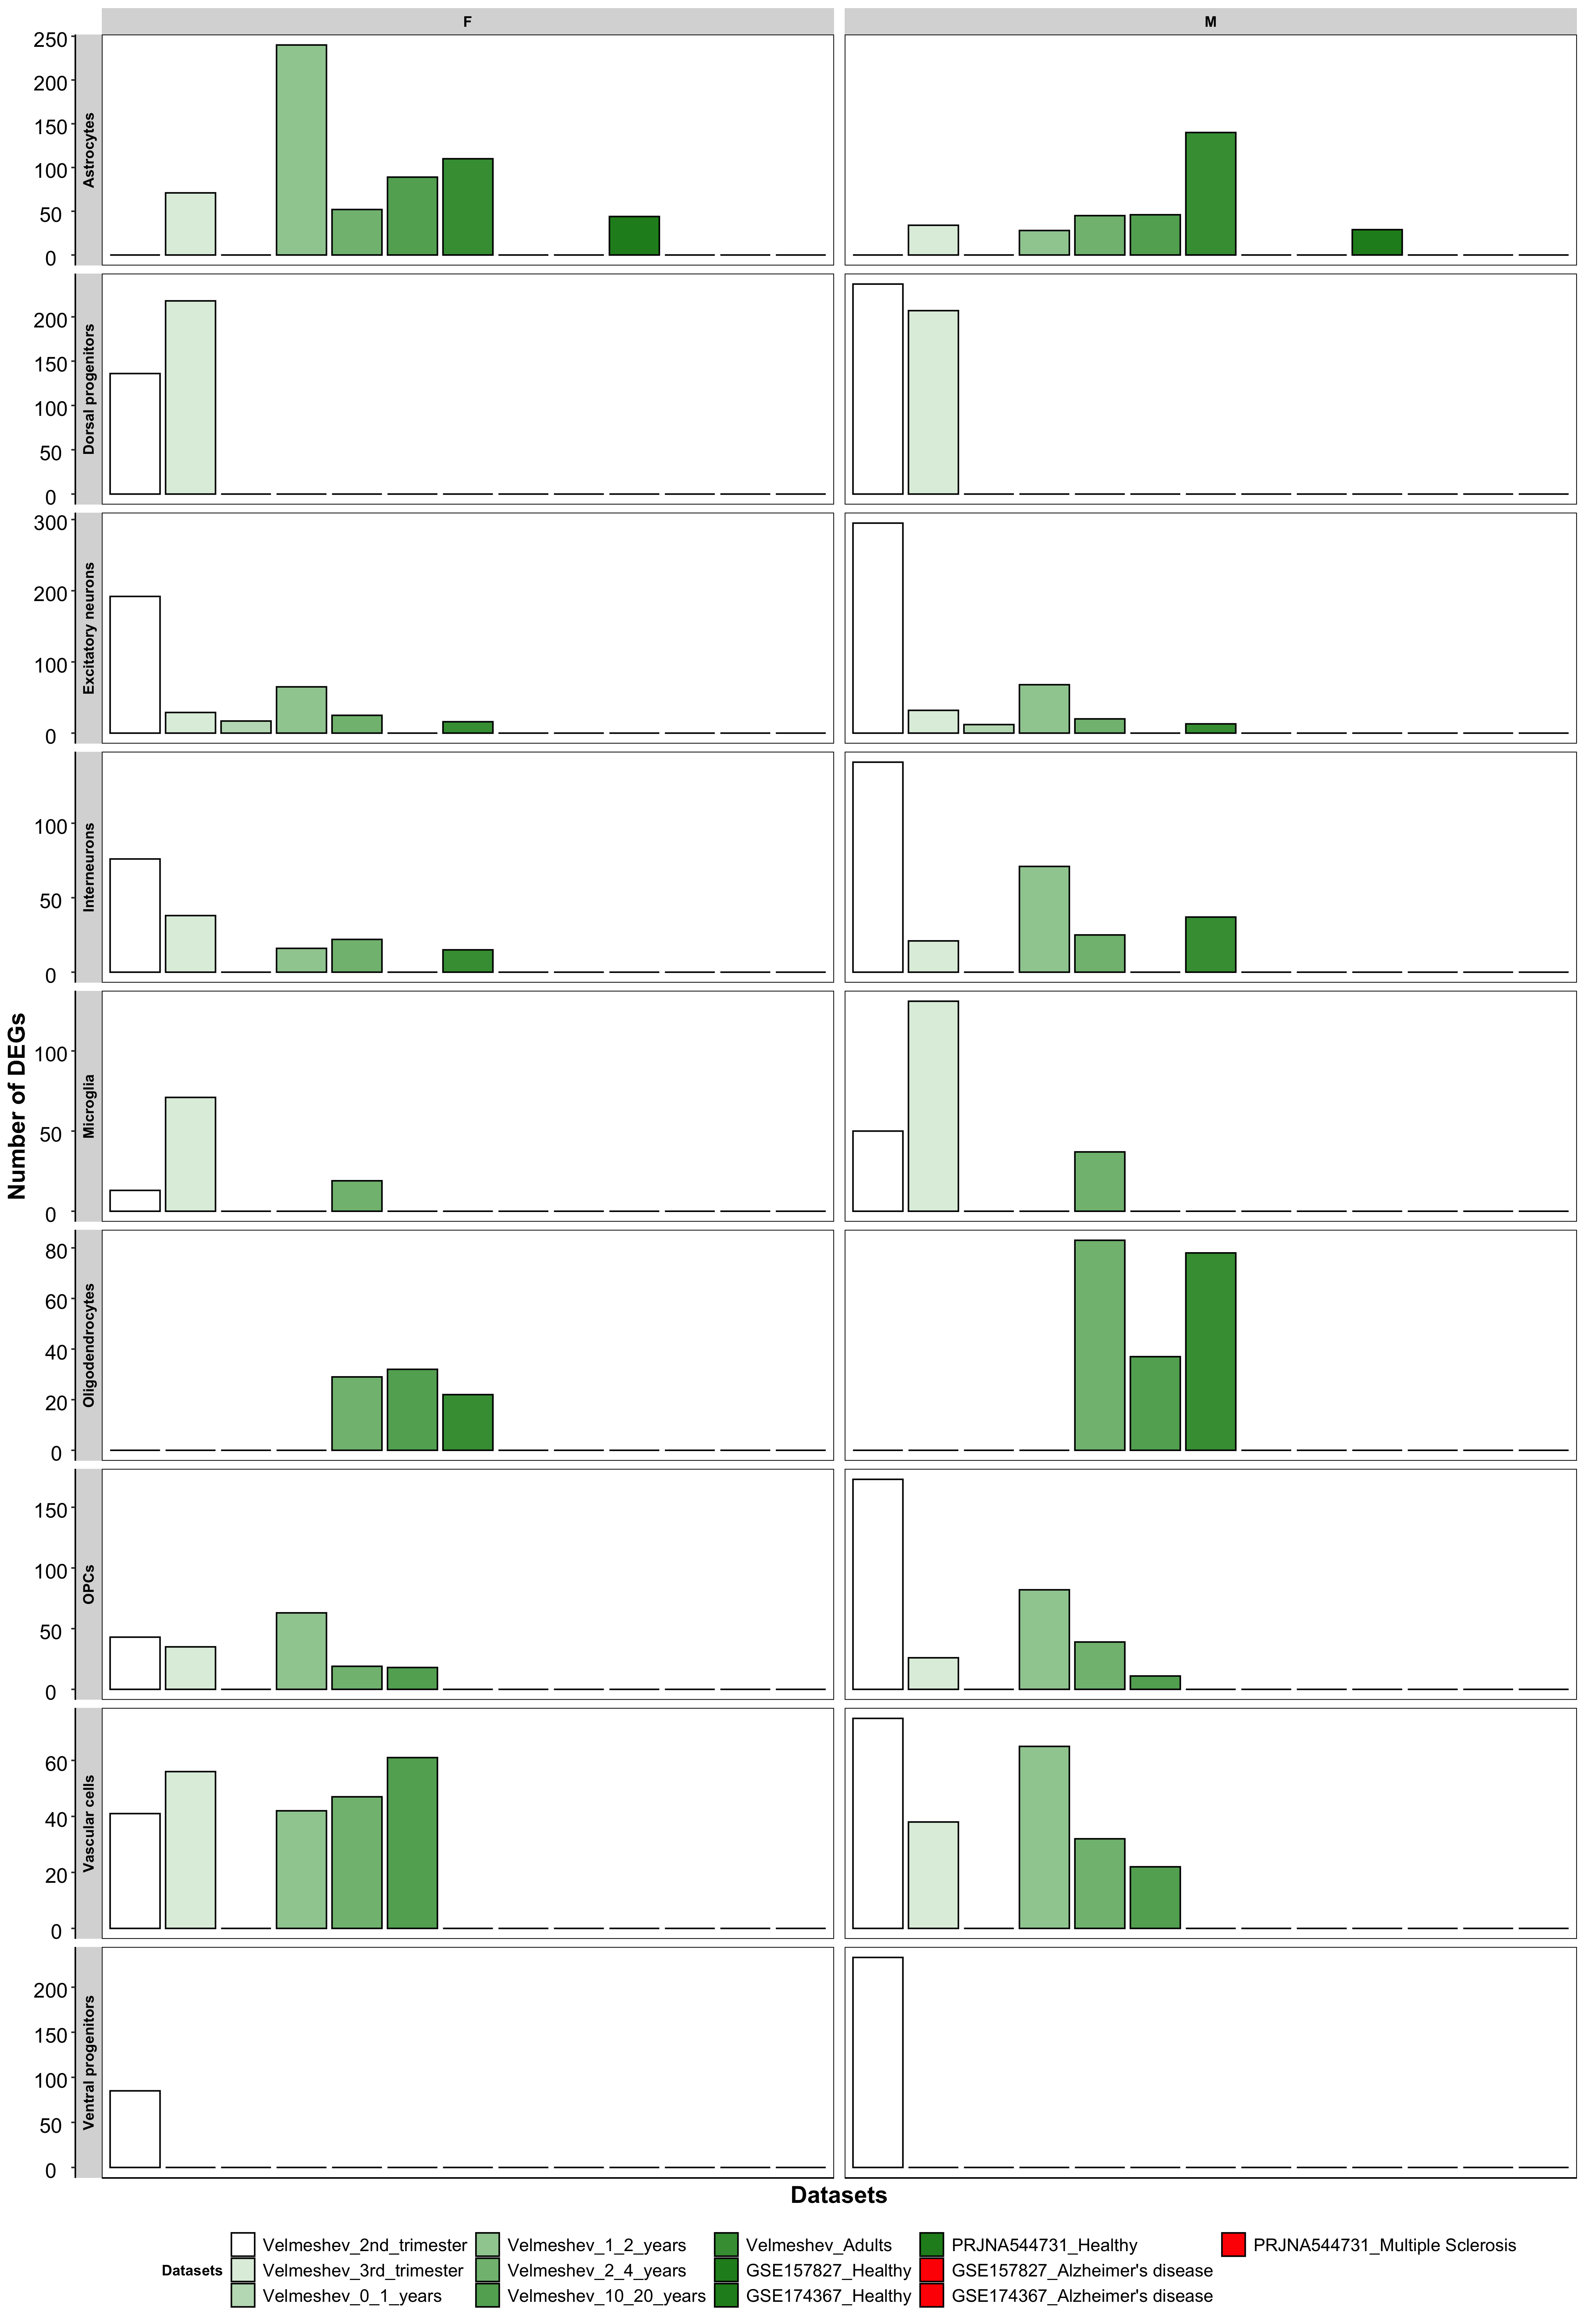 F
M
Astrocytes
250
200
150
100
50
0
Dorsal progenitors
200
150
100
50
0
Excitatory neurons
300
200
100
0
Interneurons
100
50
0
Microglia
100
50
0
Oligodendrocytes
80
60
40
20
0
OPCs
150
100
50
0
Vascular cells
60
40
20
0
Ventral progenitors
200
150
100
50
0
Number of DEGs
Datasets
Datasets
Velmeshev_2nd_trimester
Velmeshev_3rd_trimester
Velmeshev_0_1_years
Velmeshev_1_2_years
Velmeshev_2_4_years
Velmeshev_10_20_years
Velmeshev_Adults
GSE157827_Healthy
GSE174367_Healthy
PRJNA544731_Healthy
GSE157827_Alzheimer's disease
GSE174367_Alzheimer's disease
PRJNA544731_Multiple Sclerosis